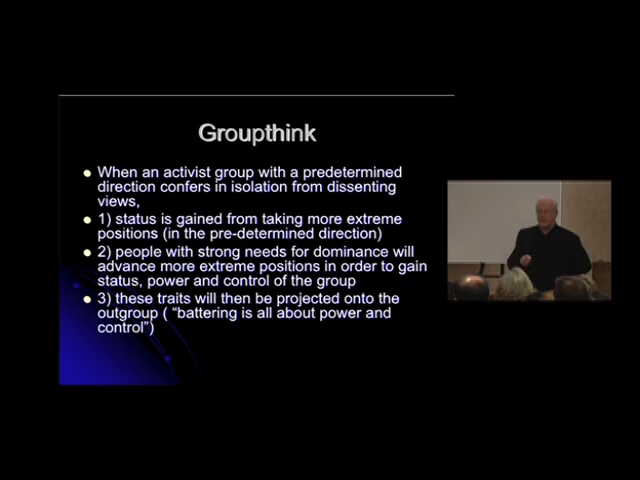 Groupthink
When an activist group with a predetermined
direction confers in isolation from dissenting
views,
1) status is gained from taking more extreme
positions (in the pre-determined direction)
2) people with strong needs for dominance will
advance more extreme positions in order to gain
status, power and control of the group
3) these traits will then be projected onto the
outgroup ( “battering is all about power and
control”)